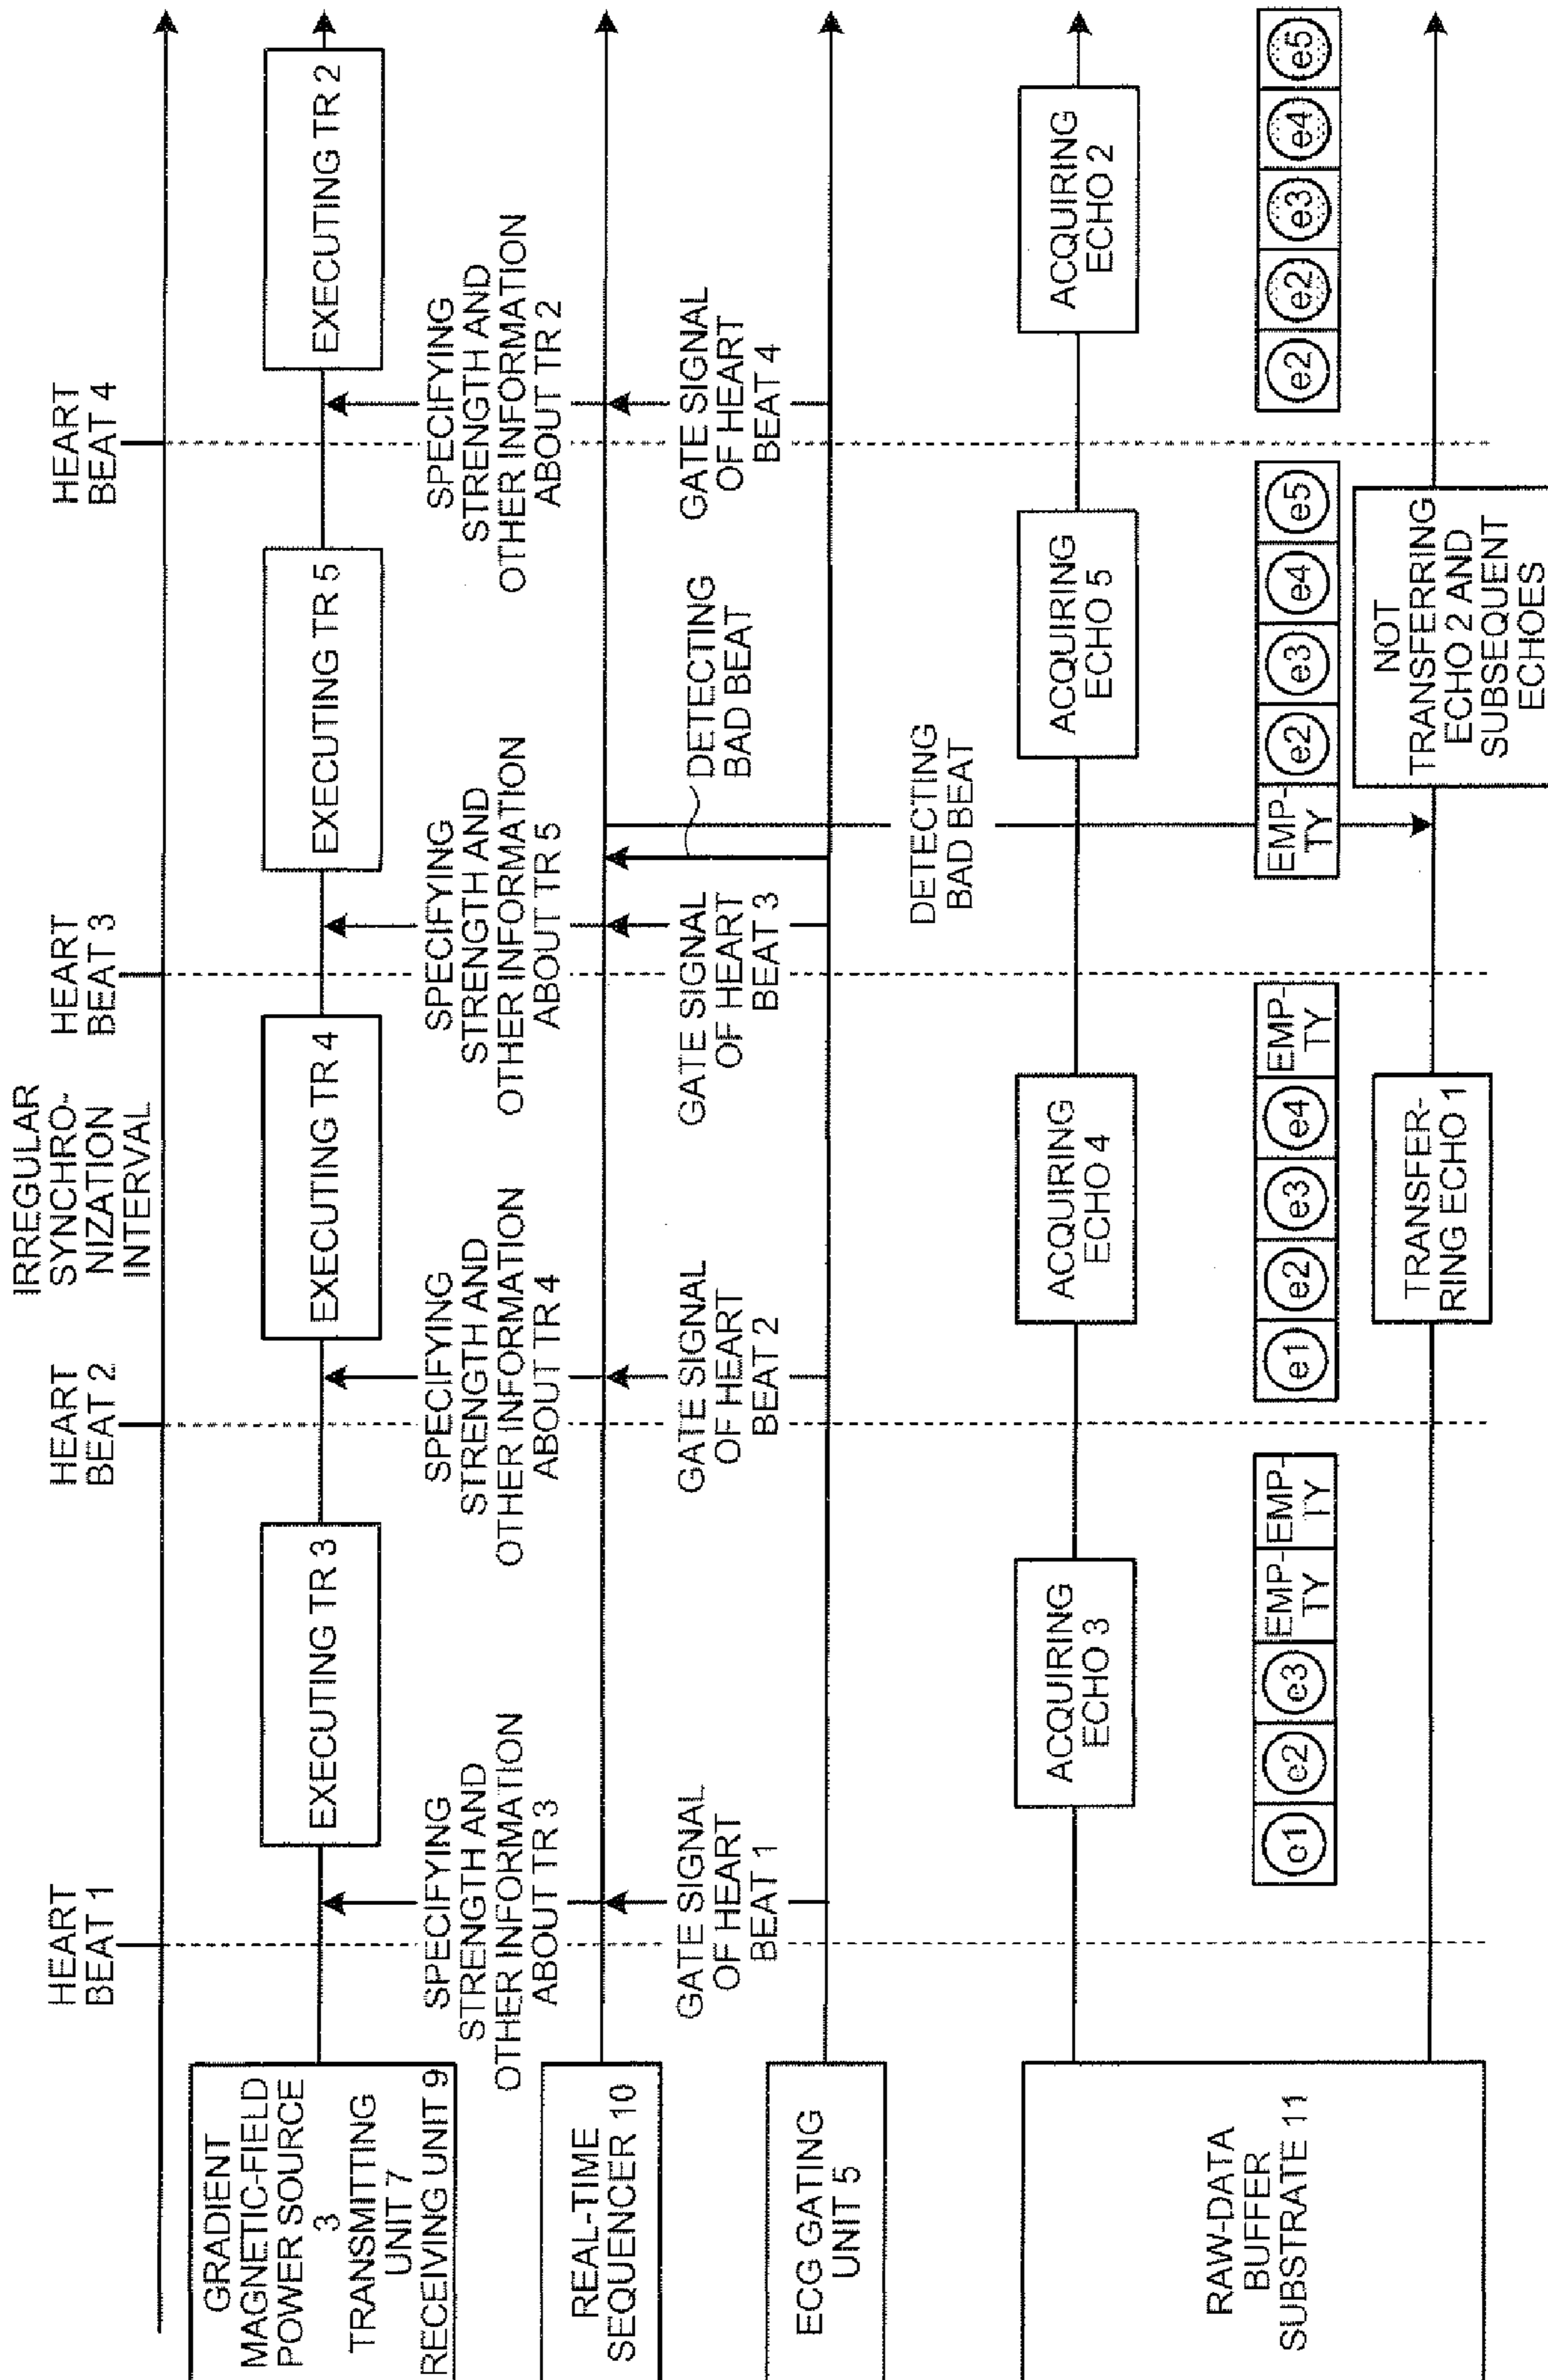 HEART
BEAT 1
HEART
BEAT 2
IRREGULAR
SYNCHRO-
NIZATION
INTERVAL
HEART
BEAT 3
HEART
BEAT 4
GRADIENT
MAGNETIC-FIELD
POWER SOURCE
3
TRANSMITTING
UNIT 7
RECEIVING UNIT 9
EXECUTING TR 3
EXECUTING TR 4
EXECUTING TR 5
EXECUTING TR 2
SPECIFYING
STRENGTH AND
OTHER INFORMATION
ABOUT TR 3
SPECIFYING
STRENGTH AND
OTHER INFORMATION
ABOUT TR 4
SPECIFYING
STRENGTH AND
OTHER INFORMATION
ABOUT TR 5
SPECIFYING
STRENGTH AND
OTHER INFORMATION
ABOUT TR 2
REAL-TIME
SEQUENCER 10
GATE SIGNAL
OF HEART
BEAT 1
GATE SIGNAL
OF HEART
BEAT 2
GATE SIGNAL
OF HEART
BEAT 3
DETECTING
BAD BEAT
GATE SIGNAL
OF HEART
BEAT 4
ECG GATING
UNIT 5
DETECTING
BAD BEAT
RAW-DATA
BUFFER
SUBSTRATE 11
ACQUIRING
ECHO 3
ACQUIRING
ECHO 4
ACQUIRING
ECHO 5
ACQUIRING
ECHO 2
e1 e2 e3 EMP-
TY EMP-
TY
e1 e2 e3 e4 EMP-
TY
EMP-
TY e2 e3 e4 e5
e2 e2 e3 e4 e5
TRANSFER-
RING ECHO 1
NOT
TRANSFERRING
ECHO 2 AND
SUBSEQUENT
ECHOES